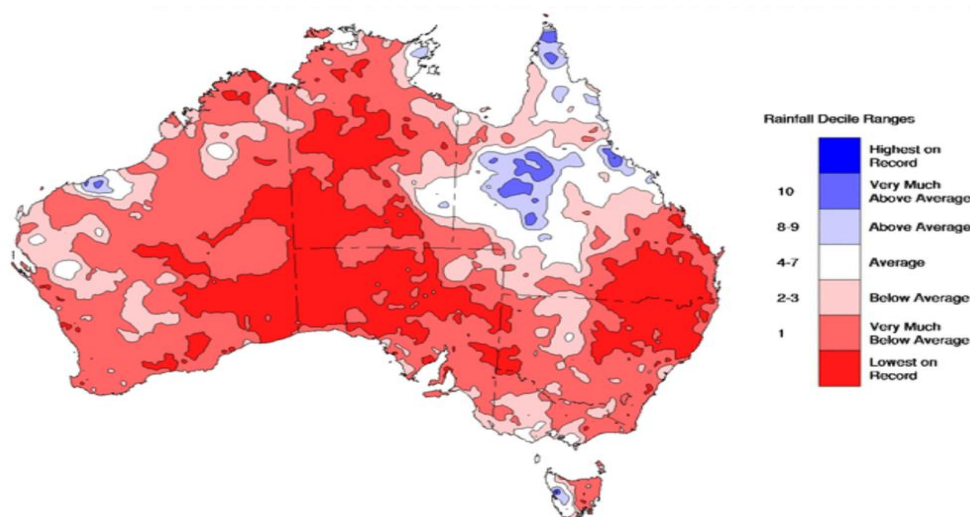 Rainfall Decile Ranges
Highest on
Record
10
Very Much
Above Average
8-9
Above Average
4-7
Average
2-3
Below Average
1
Very Much
Below Average
Lowest on
Record